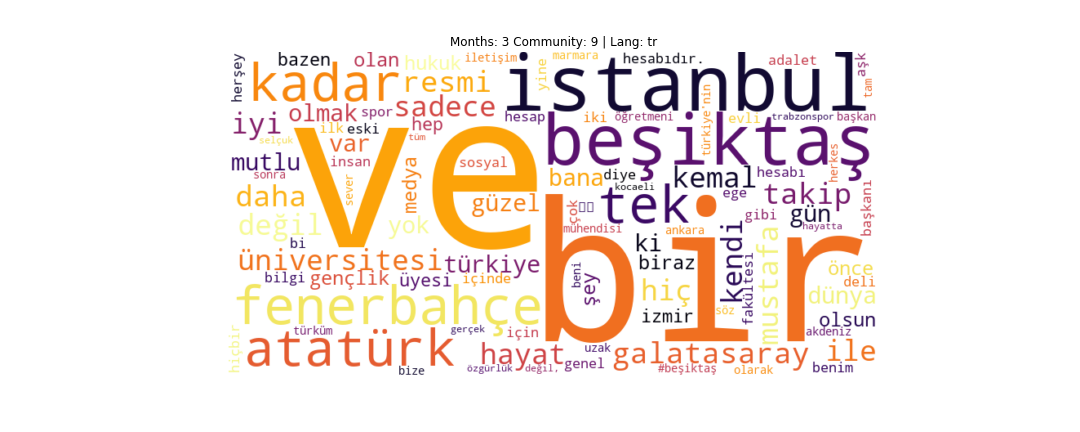 Months: 3 Community: 9 | Lang: tr
herşey bazen olan hukuk iletişim marmara hesabıdır. adalet aşk
kadar resmi yine istanbul tam
iyi olmak spor sadece hesap iki öğretmeni türkiye'nin evli trabzonspor başkan
ilk eski hep beşiktaş
selçuk var tüm
mutlu sonra insan sosyal diye kemal hesabı herkes
ve bana kocaeli takip
daha sever medya güzel çok tek ege başkanı
değil yok mühendisi gün gibi hayatta
bi ki ankara
üniversitesi türkiye biraz kendi mustafa önce
bilgi gençlik üyesi içinde beni şey hiç fakültesi deli
fenerbahçe bir izmir söz dünya
hiçbir türküm gerçek için olsun
akdeniz
atatürk hayat uzak galatasaray ile
bize özgürlük değil, genel #beşiktaş olarak benim